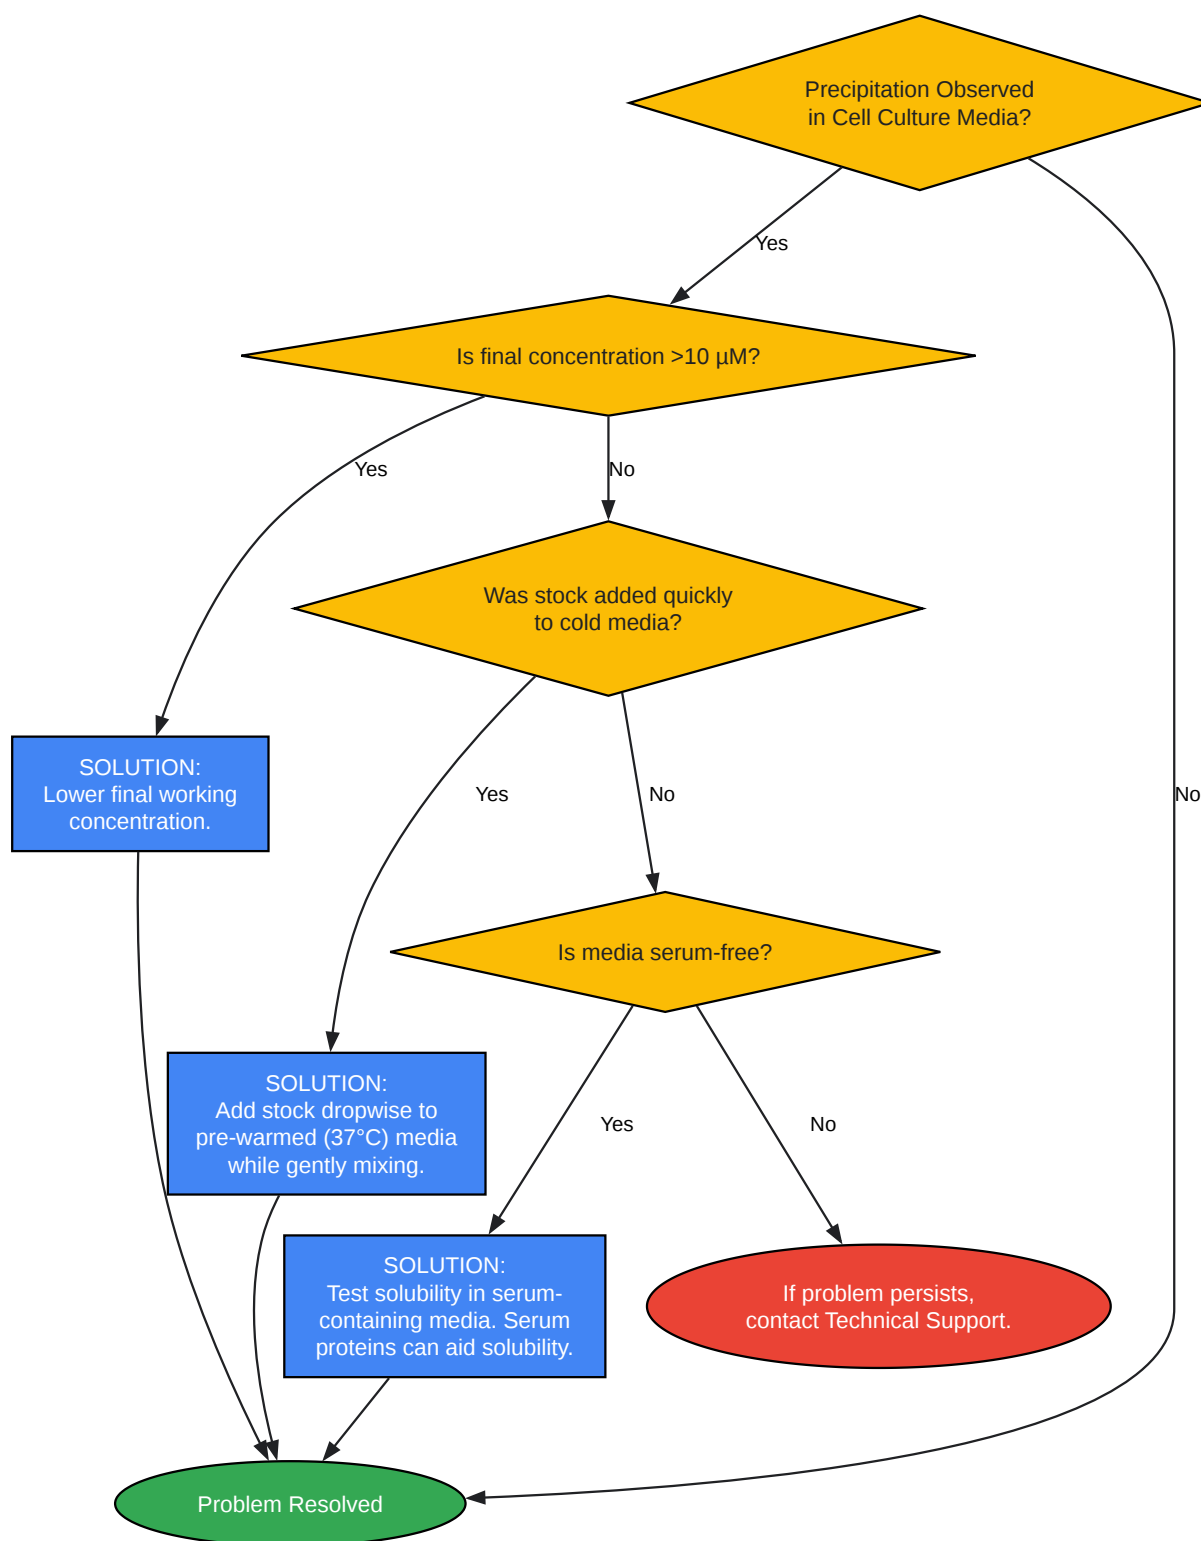 Precipitation Observed
in Cell Culture Media?
Yes
Is final concentration >10 µM?
Yes
No
Was stock added quickly
to cold media?
SOLUTION:
Lower final working
concentration.
Yes
No
No
Is media serum-free?
SOLUTION:
Add stock dropwise to
pre-warmed (37°C) media
while gently mixing.
Yes
No
SOLUTION:
Test solubility in serum-
containing media. Serum
proteins can aid solubility.
If problem persists,
contact Technical Support.
Problem Resolved